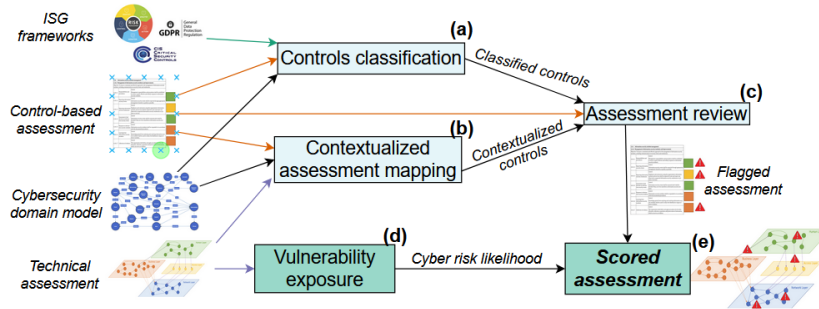 ISG
frameworks
RISK
GDPR
General
Data
Protection
Regulation
CIS
CRITICAL
SECURITY
CONTROLS
(a)
Controls classification
Classified controls
Control-based
assessment
(c)
Assessment review
(b)
Contextualized
assessment mapping
Contextualized
controls
Flagged
assessment
Cybersecurity
domain model
(d)
Vulnerability
exposure
Cyber risk likelihood
(e)
Scored
assessment
Technical
assessment